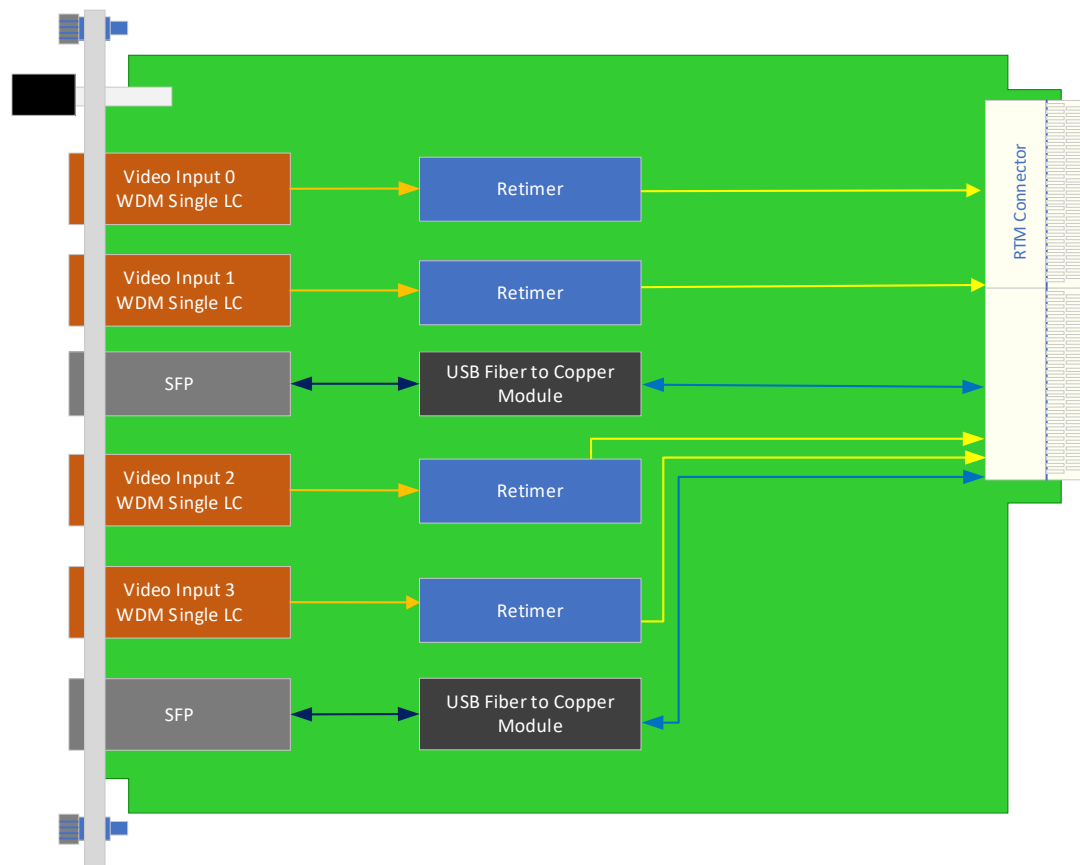 Video Input 0
WDM Single LC
Retimer
RTM Connector
Video Input 1
WDM Single LC
Retimer
SFP
USB Fiber to Copper
Module
Video Input 2
WDM Single LC
Retimer
Video Input 3
WDM Single LC
Retimer
SFP
USB Fiber to Copper
Module